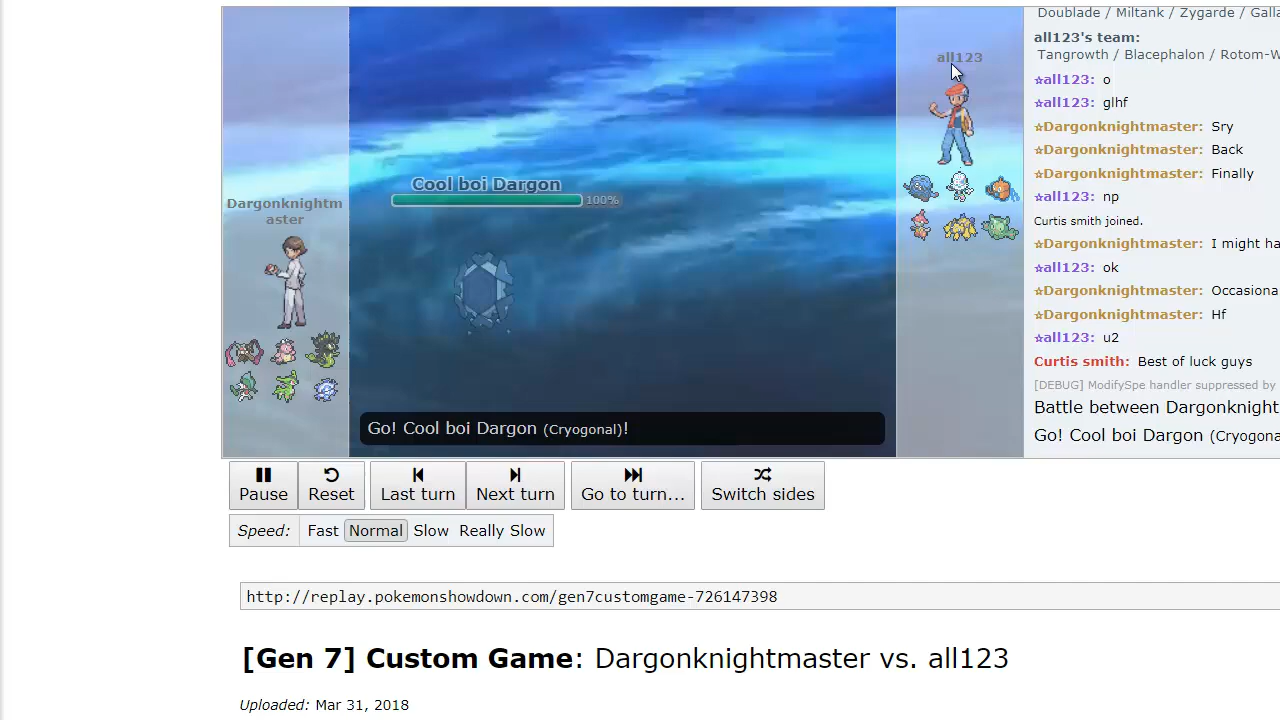 Doublade / Miltank / Zygarde / Galla
all123's team:
Tangrowth / Blacephalon / Rotom-W
☆all123: o
☆all123: glhf
☆Dargonknightmaster: Sry
☆Dargonknightmaster: Back
☆Dargonknightmaster: Finally
☆all123: np
Curtis smith joined.
☆Dargonknightmaster: I might ha
☆all123: ok
☆Dargonknightmaster: Occasiona
☆Dargonknightmaster: Hf
☆all123: u2
Curtis smith: Best of luck guys
[DEBUG] ModifySpe handler suppressed by
Battle between Dargonknight
Go! Cool boi Dargon (Cryogona
all123
Dargonknightm
aster
Cool boi Dargon
100%
Go! Cool boi Dargon (Cryogonal)!
Pause
Reset
Last turn
Next turn
Go to turn...
Switch sides
Speed: Fast Normal Slow Really Slow
http://replay.pokemonshowdown.com/gen7customgame-726147398
[Gen 7] Custom Game: Dargonknightmaster vs. all123
Uploaded: Mar 31, 2018